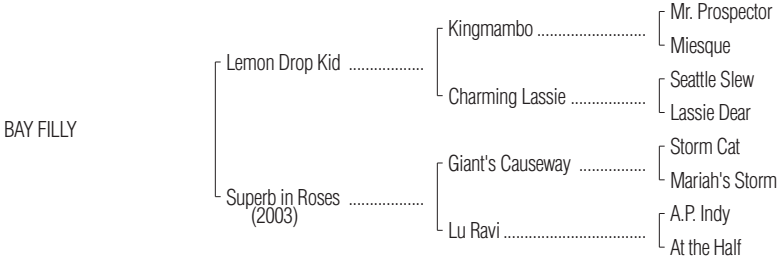 Mr. Prospector
Kingmambo ..........................
Miesque
Lemon Drop Kid ..................
Seattle Slew
Charming Lassie ..................
Lassie Dear
BAY FILLY
Storm Cat
Giant's Causeway ................
Mariah's Storm
Superb in Roses ..................
(2003)
A.P. Indy
Lu Ravi ..................................
At the Half